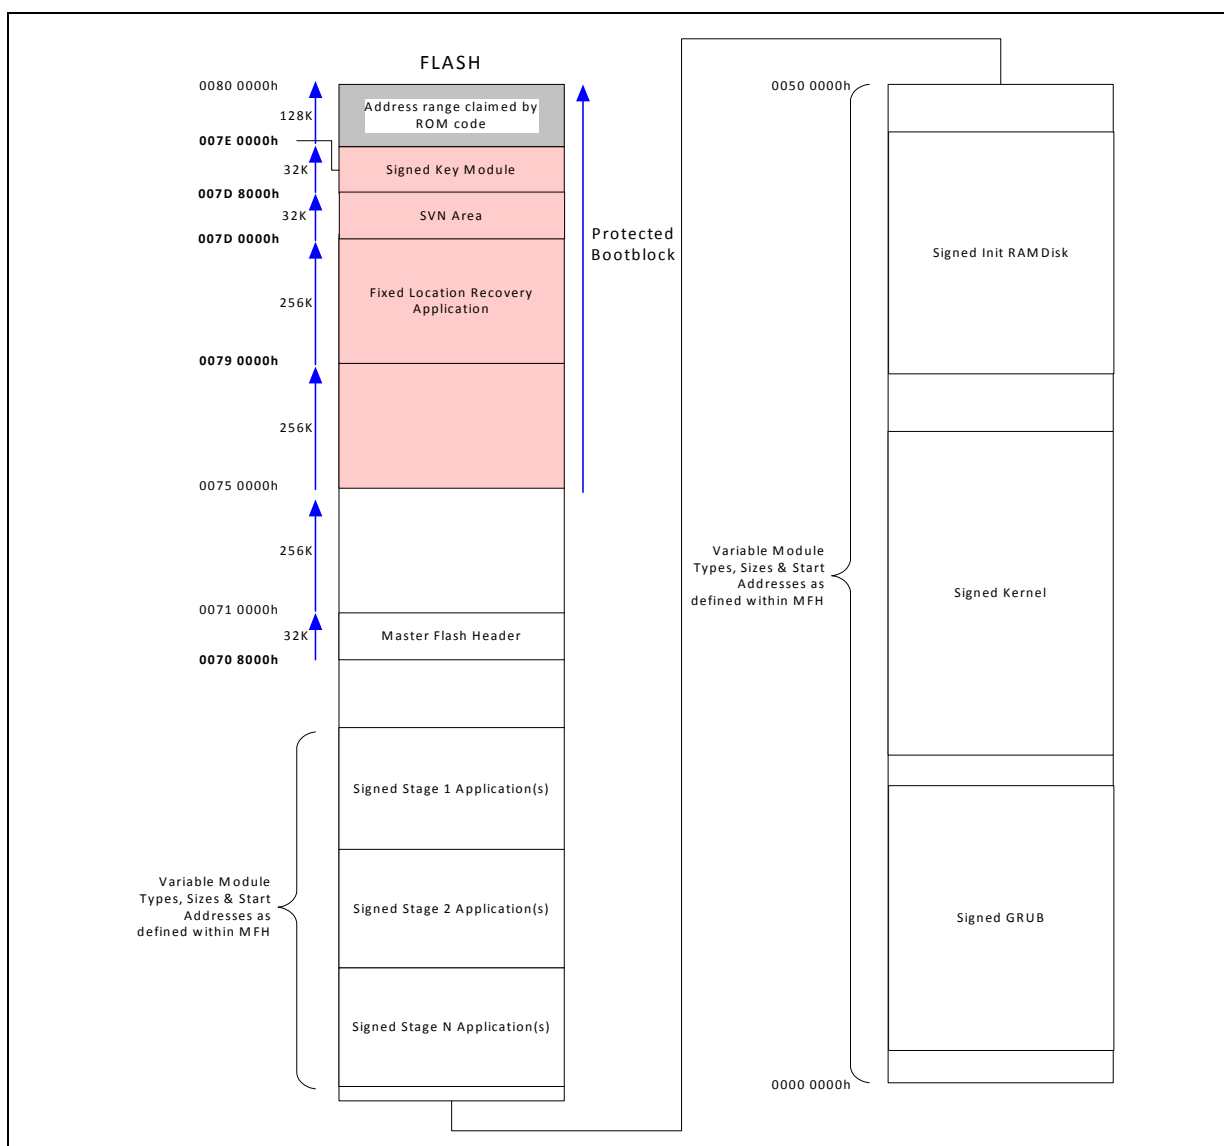 FLASH
0080 0000h
Address range claimed by
ROM code
128K
007E 0000h
32K
Signed Key Module
007D 8000h
32K
SVN Area
007D 0000h
Protected
Bootblock
256K
Fixed Location Recovery
Application
0079 0000h
256K
0075 0000h
256K
0071 0000h
32K
Master Flash Header
0070 8000h
Signed Stage 1 Application(s)
Variable Module
Types, Sizes & Start
Addresses as
defined within MFH
Signed Stage 2 Application(s)
Signed Stage N Application(s)
0050 0000h
Signed Init RAMDisk
Variable Module
Types, Sizes & Start
Addresses as
defined within MFH
Signed Kernel
Signed GRUB
0000 0000h